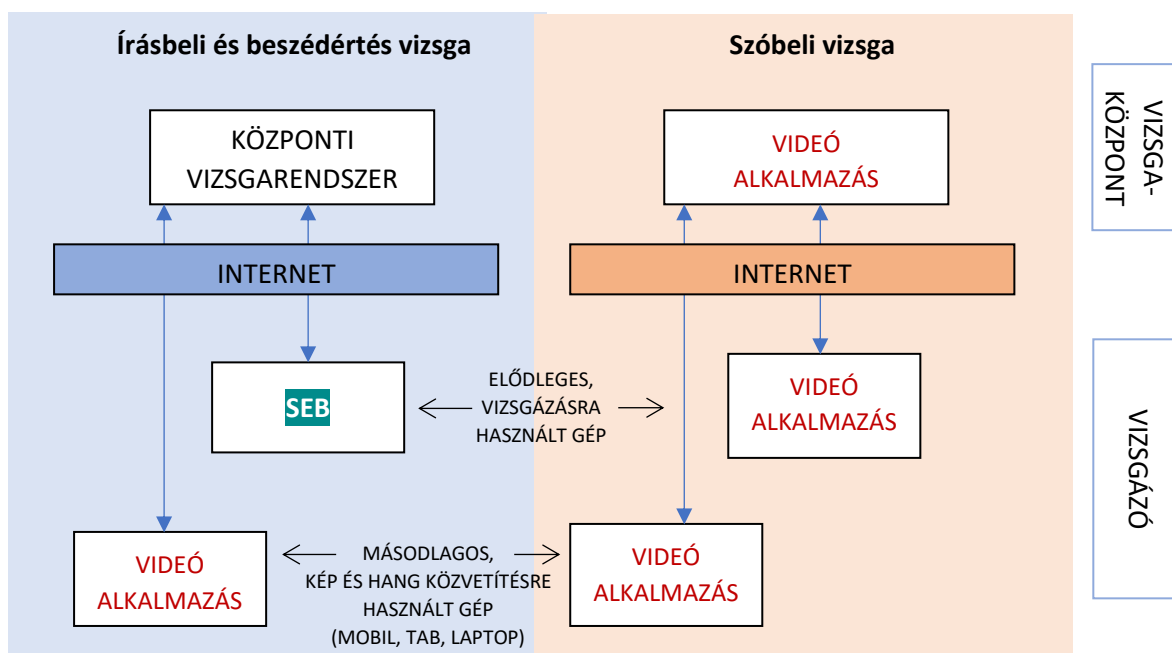 Írásbeli és beszédértés vizsga
Szóbeli vizsga
KÖZPONTI
VIZSGARENDSZER
VIDEÓ
ALKALMAZÁS
VIZSGA-
KÖZPONT
INTERNET
INTERNET
SEB
ELŐDLEGES,
VIZSGÁZÁSRA
HASZNÁLT GÉP
VIDEÓ
ALKALMAZÁS
VIZSGÁZÓ
VIDEÓ
ALKALMAZÁS
MÁSODLAGOS,
KÉP ÉS HANG KÖZVETÍTÉSRE
HASZNÁLT GÉP
(MOBIL, TAB, LAPTOP)
VIDEÓ
ALKALMAZÁS